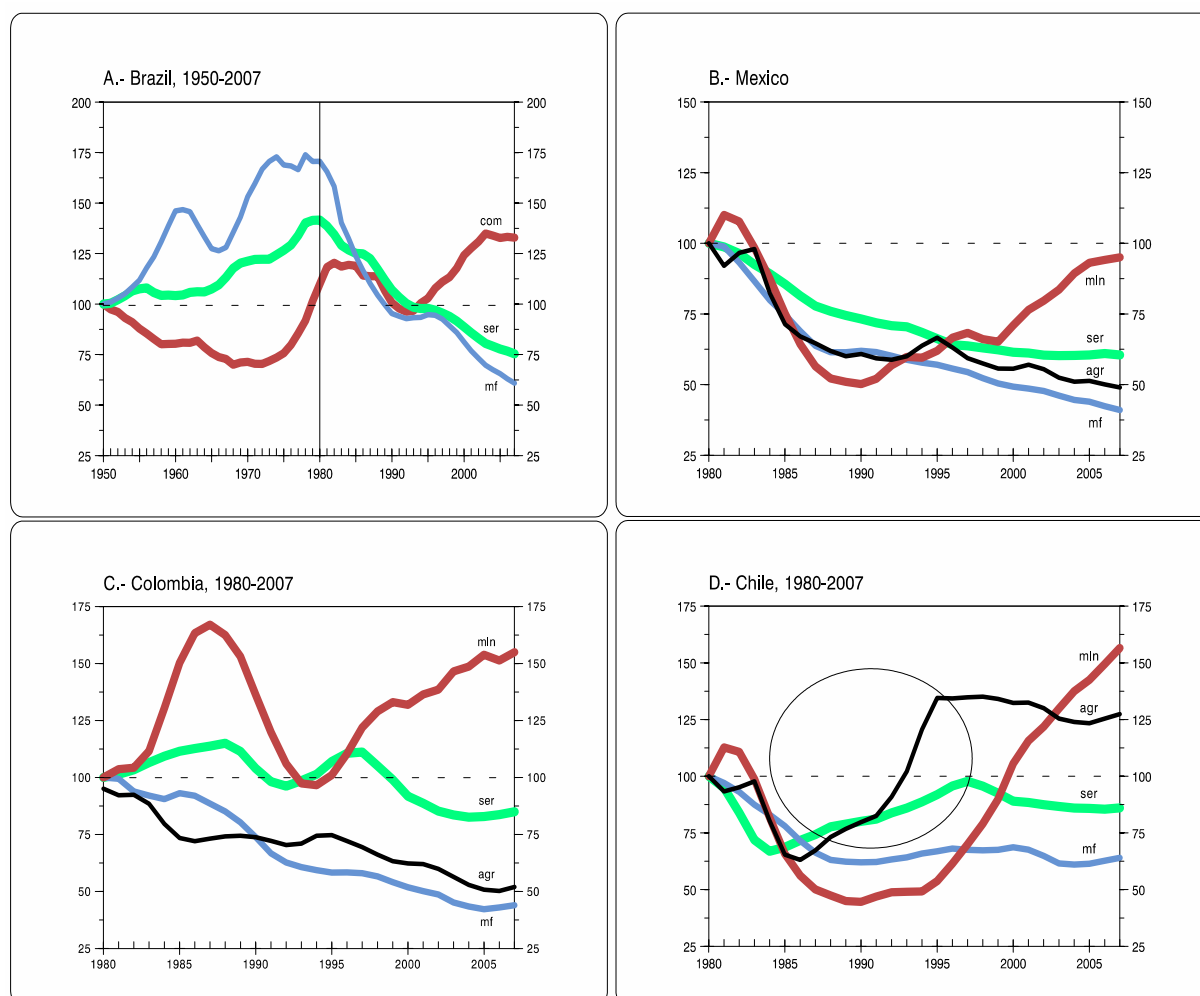 A.- Brazil, 1950-2007
200 200
175 175
150 150
com
125 125
100 100
ser
75 75
mf
50 50
25 25
1950 1960 1970 1980 1990 2000
B.- Mexico
150 150
125 125
100 100
mln
75 75
ser
agr
50 50
mf
25 25
1980 1985 1990 1995 2000 2005
C.- Colombia, 1980-2007
175 175
mln
150 150
125 125
100 100
ser
75 75
agr
50 50
mf
25 25
1980 1985 1990 1995 2000 2005
D.- Chile, 1980-2007
175 175
mln
150 150
agr
125 125
100 100
ser
75 75
mf
50 50
25 25
1980 1985 1990 1995 2000 2005